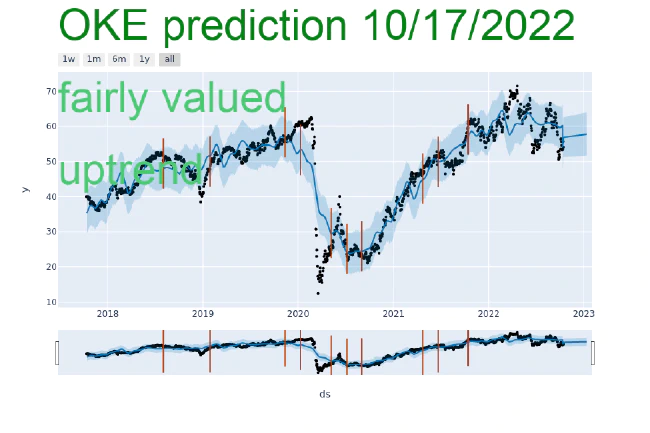 OKE prediction 10/17/2022
1w 1m 6m 1y all
fairly valued
uptrend
70
60
50
40
30
20
10
y
2018 2019 2020 2021 2022 2023
ds